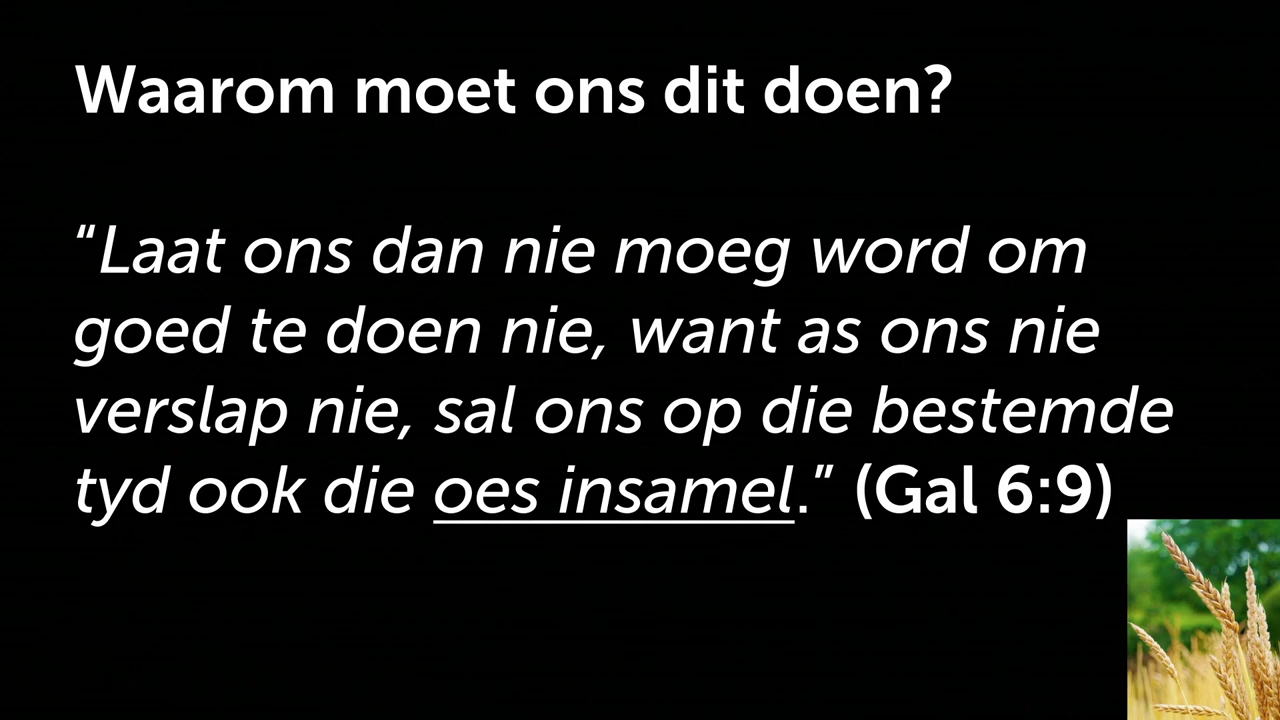 Waarom moet ons dit doen?
“Laat ons dan nie moeg word om
goed te doen nie, want as ons nie
verslap nie, sal ons op die bestemde
tyd ook die oes insamel.” (Gal 6:9)